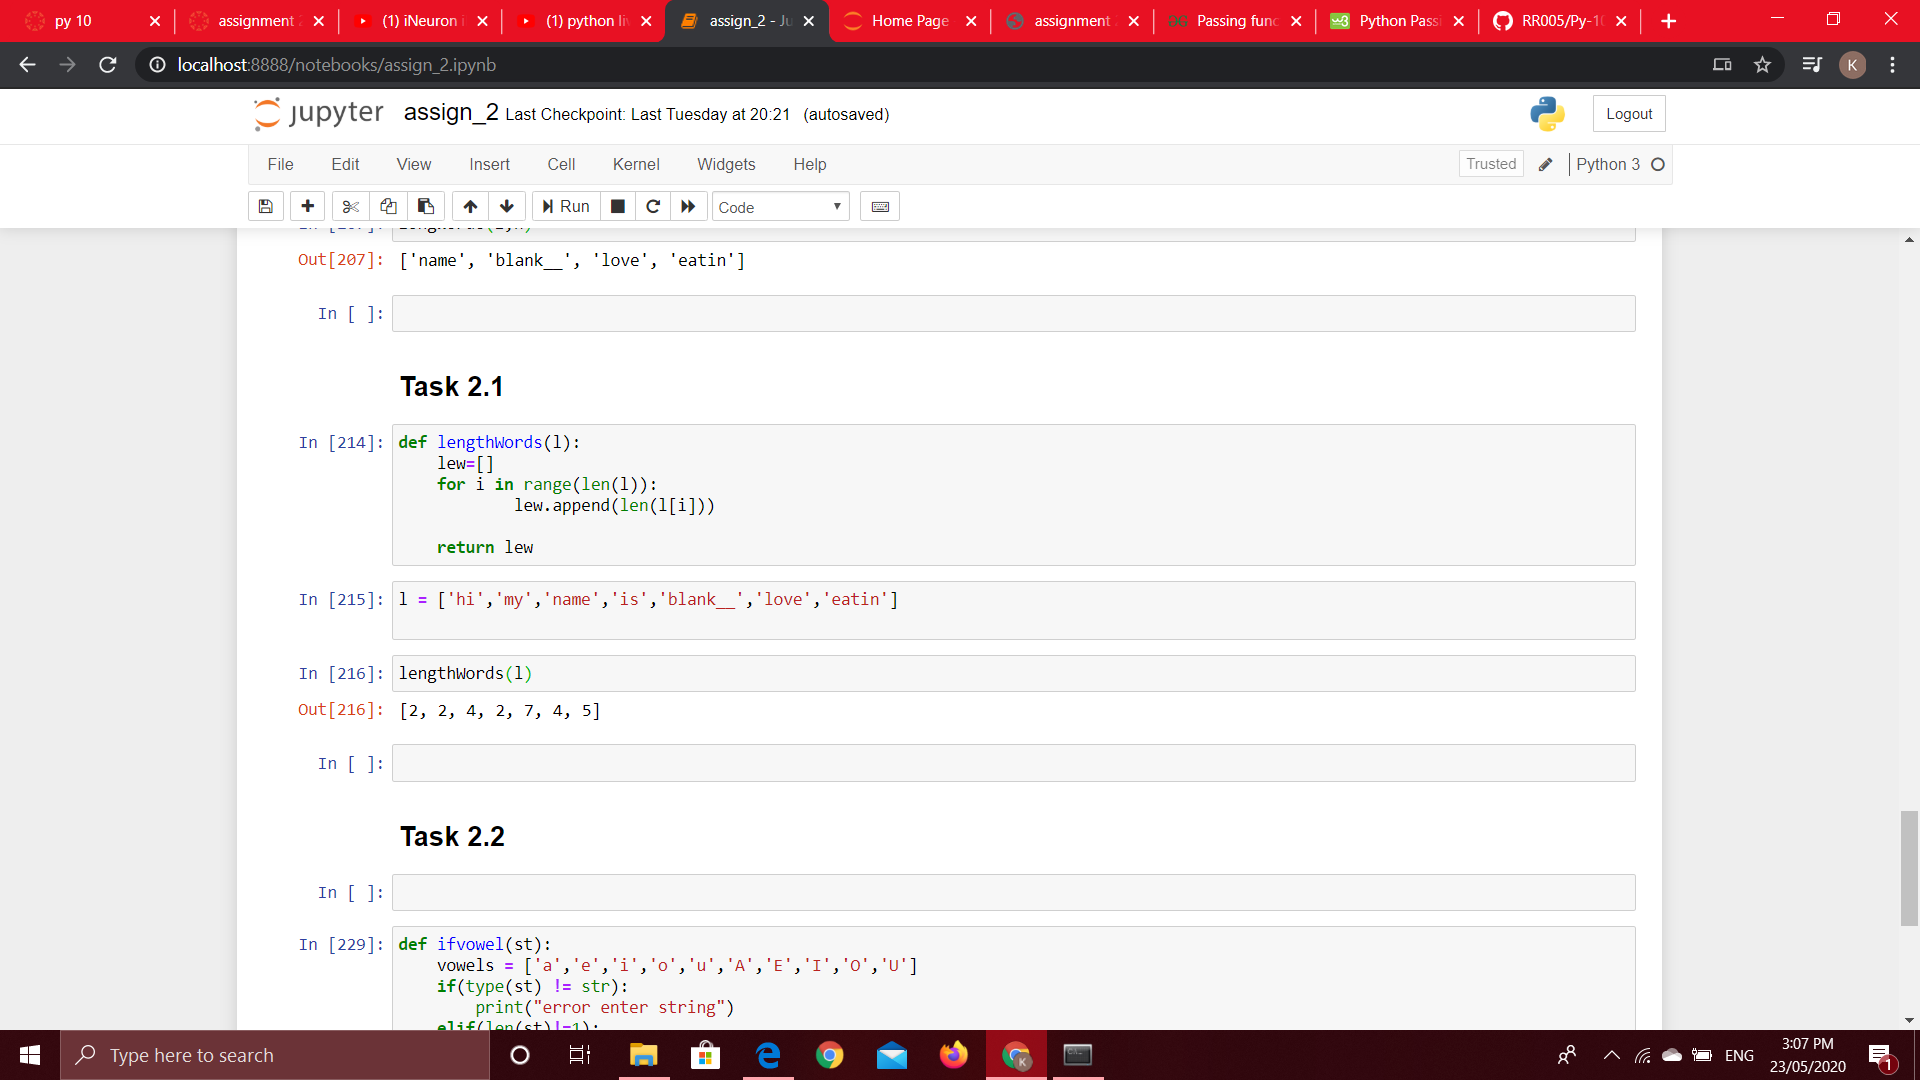 py 10
assignment
(1) iNeuron i
(1) python liv
assign_2 - Ju
Home Page
assignment
Passing func
Python Pass
RR005/Py-10
localhost:8888/notebooks/assign_2.ipynb
K
jupyter assign_2 Last Checkpoint: Last Tuesday at 20:21 (autosaved)
Logout
File Edit View Insert Cell Kernel Widgets Help
Trusted Python 3
Run Code
Out[207]: ['name', 'blank__', 'love', 'eatin']
In [ ]:
Task 2.1
In [214]: def lengthWords(l):
    lew=[]
    for i in range(len(l)):
            lew.append(len(l[i]))
    return lew
In [215]: l = ['hi','my','name','is','blank__','love','eatin']
In [216]: lengthWords(l)
Out[216]: [2, 2, 4, 2, 7, 4, 5]
In [ ]:
Task 2.2
In [ ]:
In [229]: def ifvowel(st):
    vowels = ['a','e','i','o','u','A','E','I','O','U']
    if(type(st) != str):
        print("error enter string")
    elif(len(st)!=1):
Type here to search
ENG
3:07 PM
23/05/2020
1